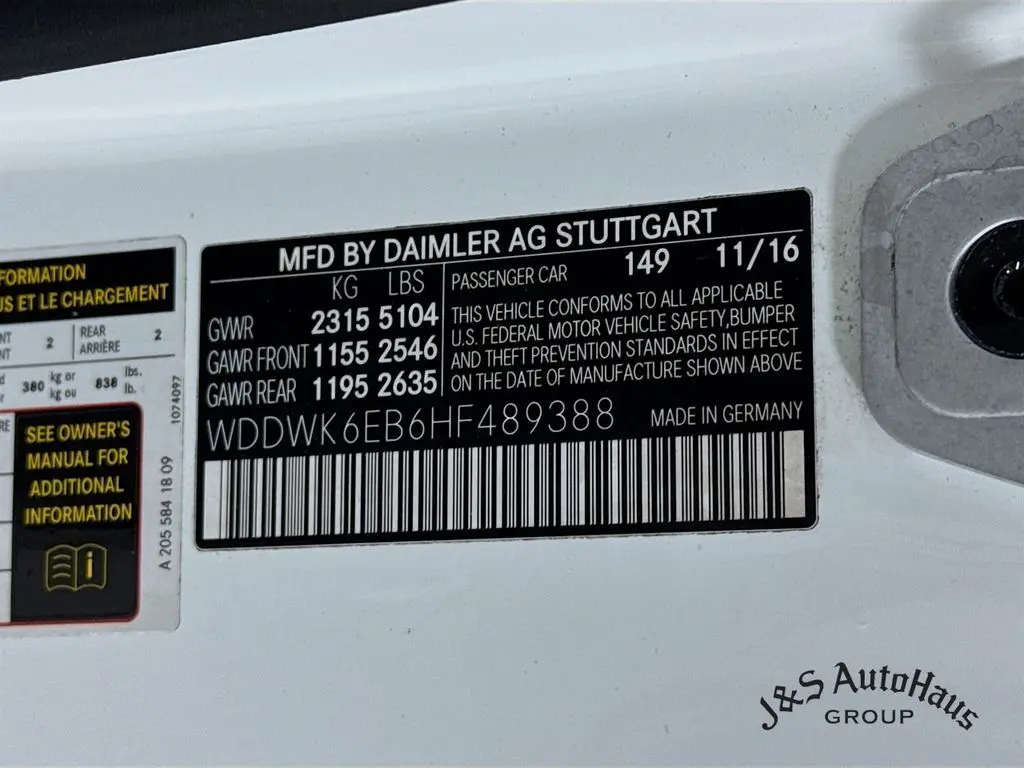 MFD BY DAIMLER AG STUTTGART
KG LBS
GVWR 2315 5104
GAWR FRONT 1155 2546
GAWR REAR 1195 2635
PASSENGER CAR 149 11/16
THIS VEHICLE CONFORMS TO ALL APPLICABLE
U.S. FEDERAL MOTOR VEHICLE SAFETY,BUMPER
AND THEFT PREVENTION STANDARDS IN EFFECT
ON THE DATE OF MANUFACTURE SHOWN ABOVE
WDDWK6EB6HF489388 MADE IN GERMANY
ET LE CHARGEMENT
2 REAR 2
ARRIÈRE
380 kg or 838 lbs.
kg ou lb.
SEE OWNER'S
MANUAL FOR
ADDITIONAL
INFORMATION
1074097
A 205 584 18 09
J&S AutoHaus
GROUP